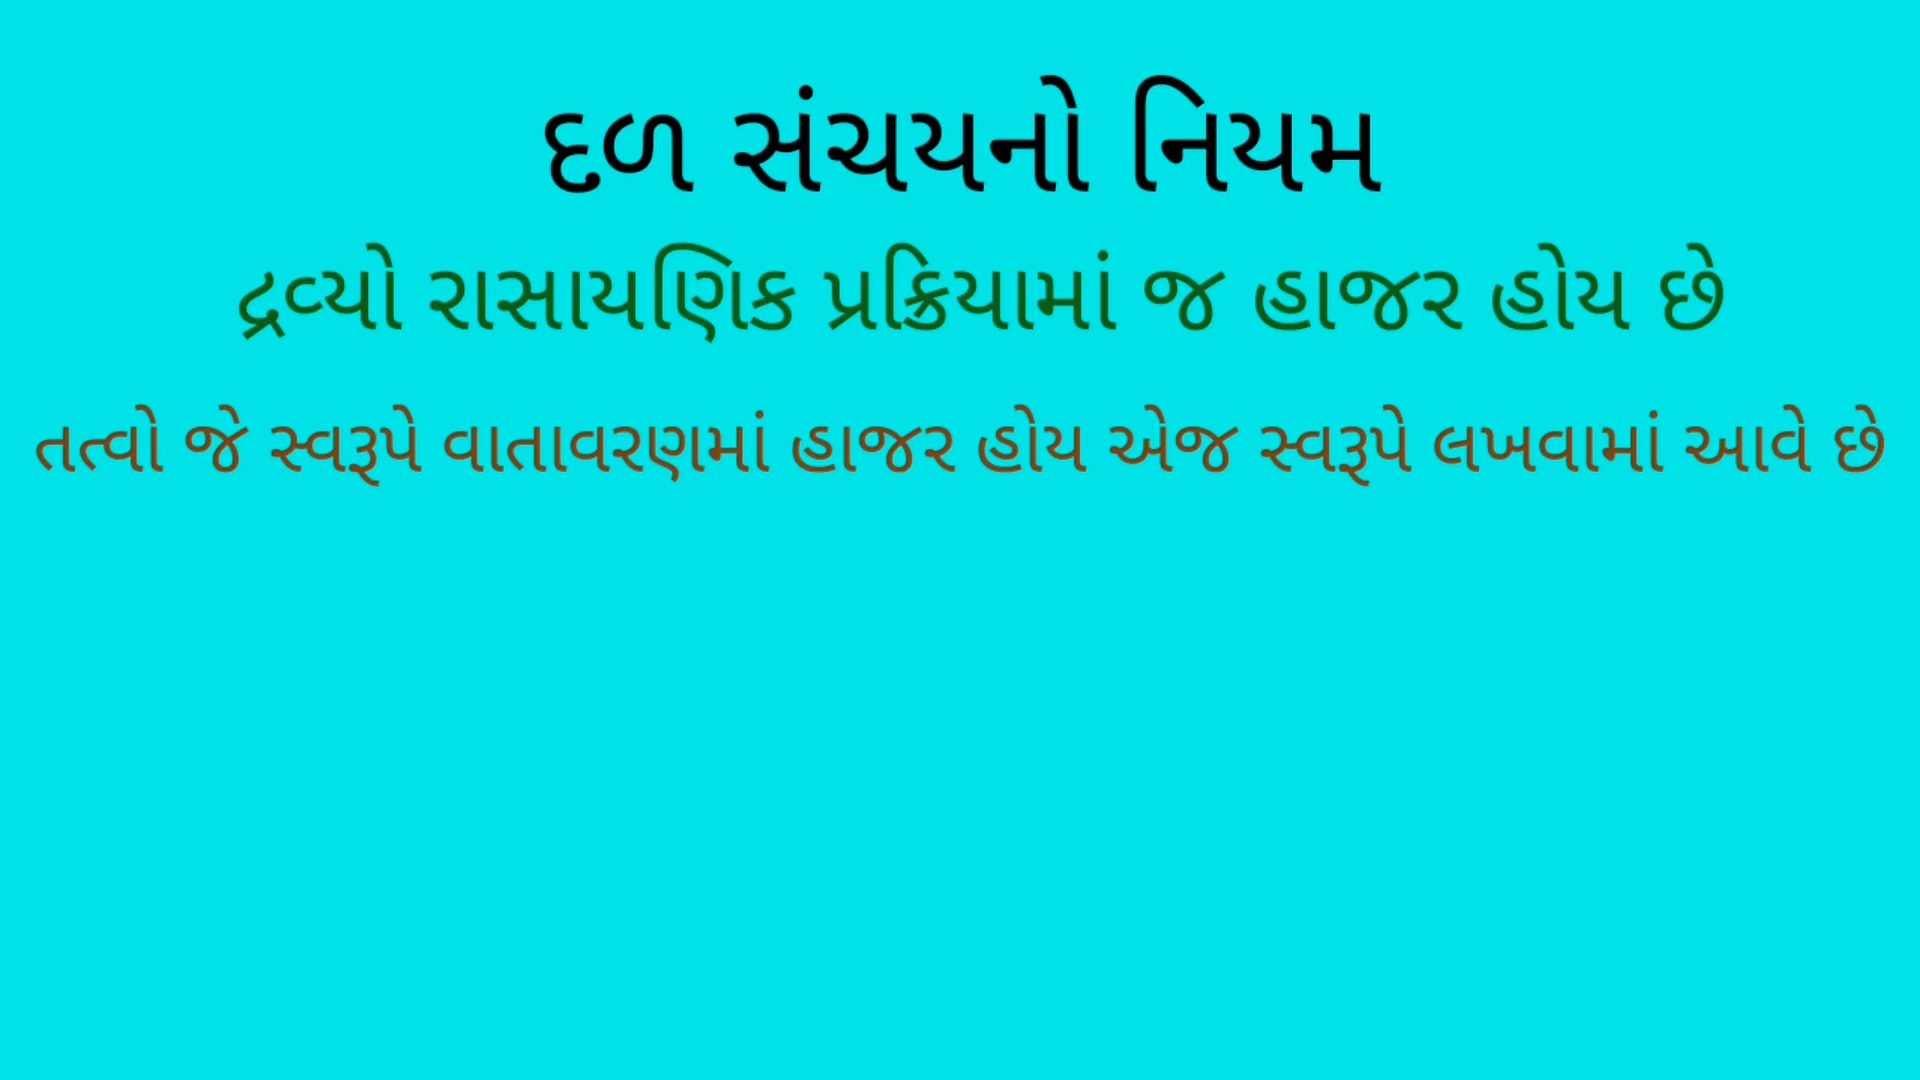 દળ સંચયનો નિયમ
દ્રવ્યો રાસાયણિક પ્રક્રિયામાં જ હાજર હોય છે
તત્વો જે સ્વરૂપે વાતાવરણમાં હાજર હોય એજ સ્વરૂપે લખવામાં આવે છે